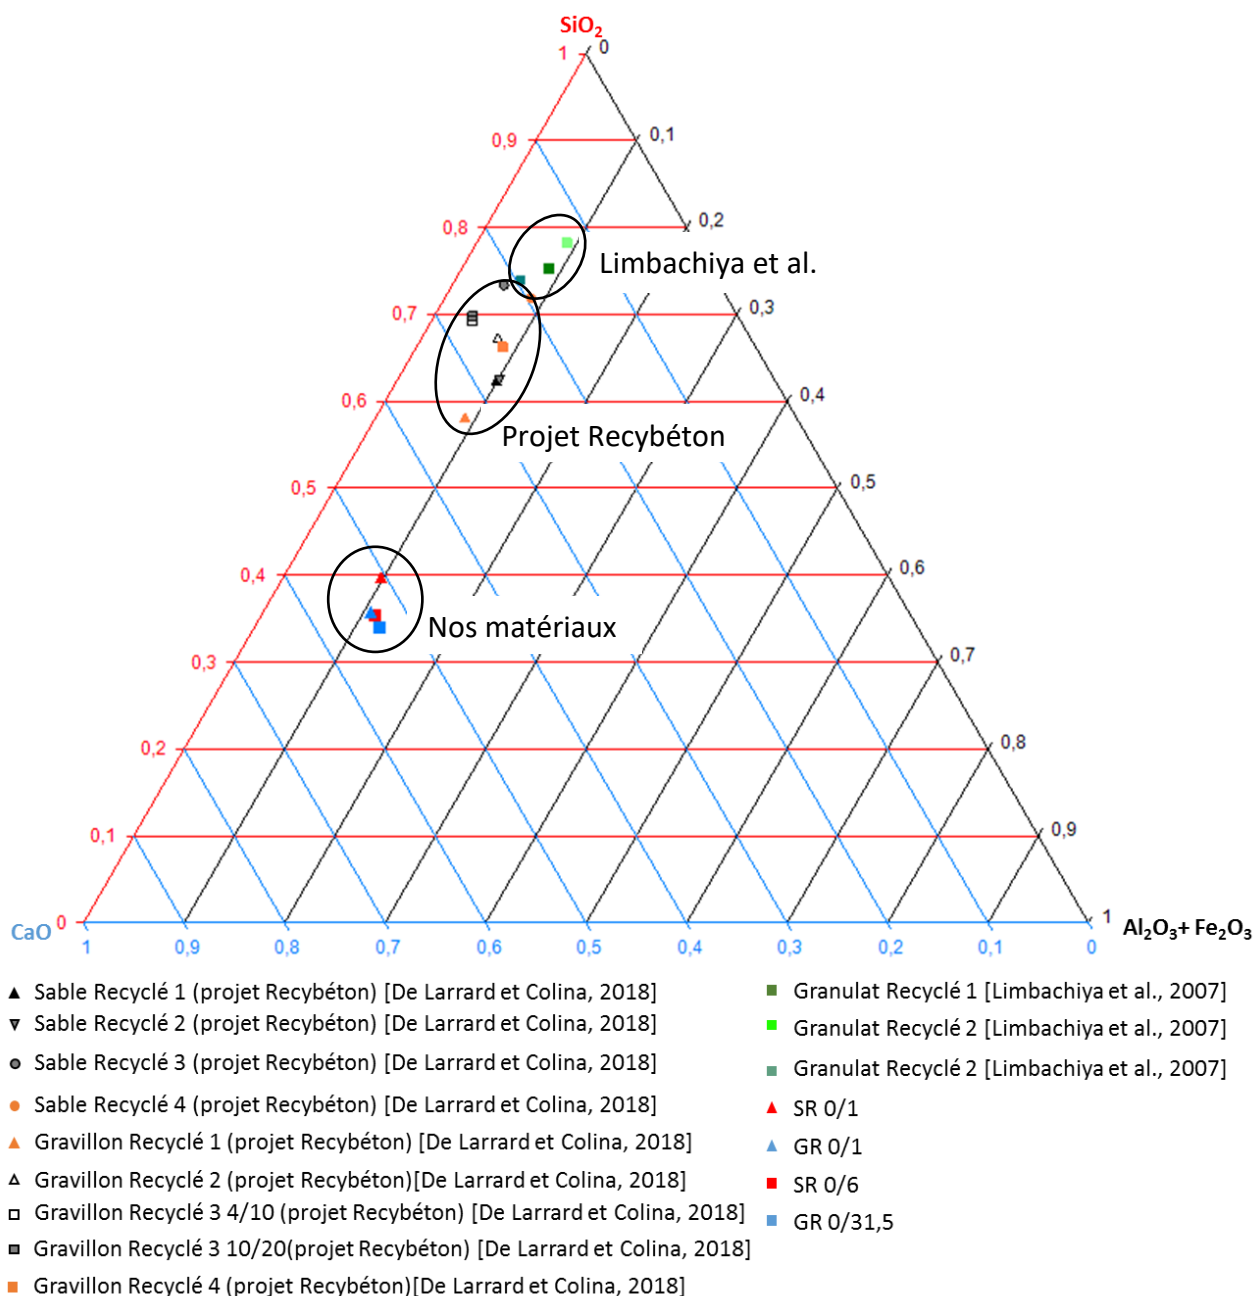 SiO₂
1 0
0,9 0,1
0,8 0,2
Limbachiya et al.
0,7 0,3
0,6 0,4
Projet Recybéton
0,5 0,5
0,4 0,6
Nos matériaux
0,3 0,7
0,2 0,8
0,1 0,9
CaO 0 1 Al₂O₃+ Fe₂O₃
1 0,9 0,8 0,7 0,6 0,5 0,4 0,3 0,2 0,1 0
Sable Recyclé 1 (projet Recybéton) [De Larrard et Colina, 2018]
Sable Recyclé 2 (projet Recybéton) [De Larrard et Colina, 2018]
Sable Recyclé 3 (projet Recybéton) [De Larrard et Colina, 2018]
Sable Recyclé 4 (projet Recybéton) [De Larrard et Colina, 2018]
Gravillon Recyclé 1 (projet Recybéton) [De Larrard et Colina, 2018]
Gravillon Recyclé 2 (projet Recybéton)[De Larrard et Colina, 2018]
Gravillon Recyclé 3 4/10 (projet Recybéton) [De Larrard et Colina, 2018]
Gravillon Recyclé 3 10/20(projet Recybéton) [De Larrard et Colina, 2018]
Gravillon Recyclé 4 (projet Recybéton)[De Larrard et Colina, 2018]
Granulat Recyclé 1 [Limbachiya et al., 2007]
Granulat Recyclé 2 [Limbachiya et al., 2007]
Granulat Recyclé 2 [Limbachiya et al., 2007]
SR 0/1
GR 0/1
SR 0/6
GR 0/31,5